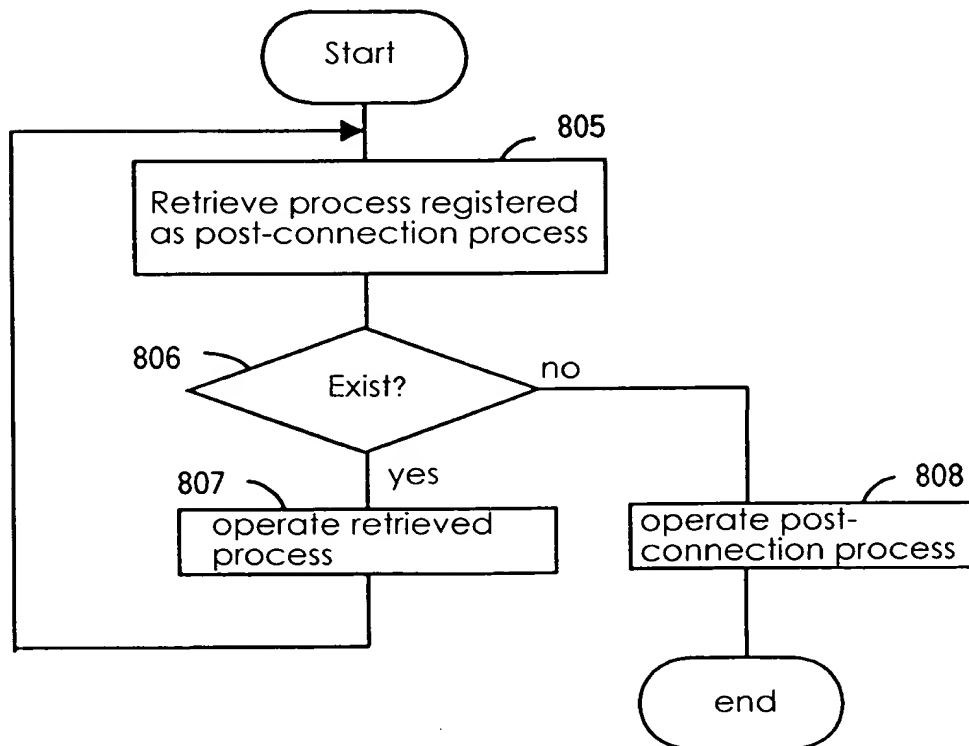 Start
805
Retrieve process registered
as post-connection process
806
Exist?
no
yes
807
operate retrieved
process
808
operate post-
connection process
end